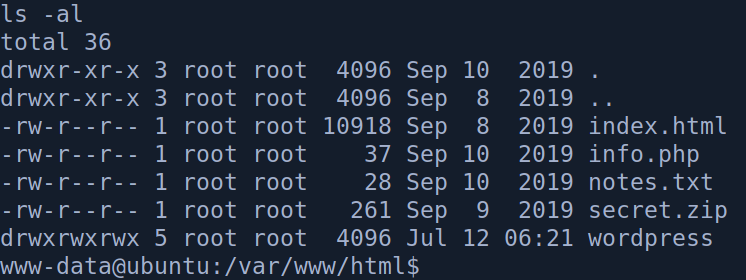 ls -al
total 36
drwxr-xr-x 3 root root  4096 Sep 10  2019 .
drwxr-xr-x 3 root root  4096 Sep  8  2019 ..
-rw-r--r-- 1 root root 10918 Sep  8  2019 index.html
-rw-r--r-- 1 root root    37 Sep 10  2019 info.php
-rw-r--r-- 1 root root    28 Sep 10  2019 notes.txt
-rw-r--r-- 1 root root   261 Sep  9  2019 secret.zip
drwxrwxrwx 5 root root  4096 Jul 12 06:21 wordpress
www-data@ubuntu:/var/www/html$